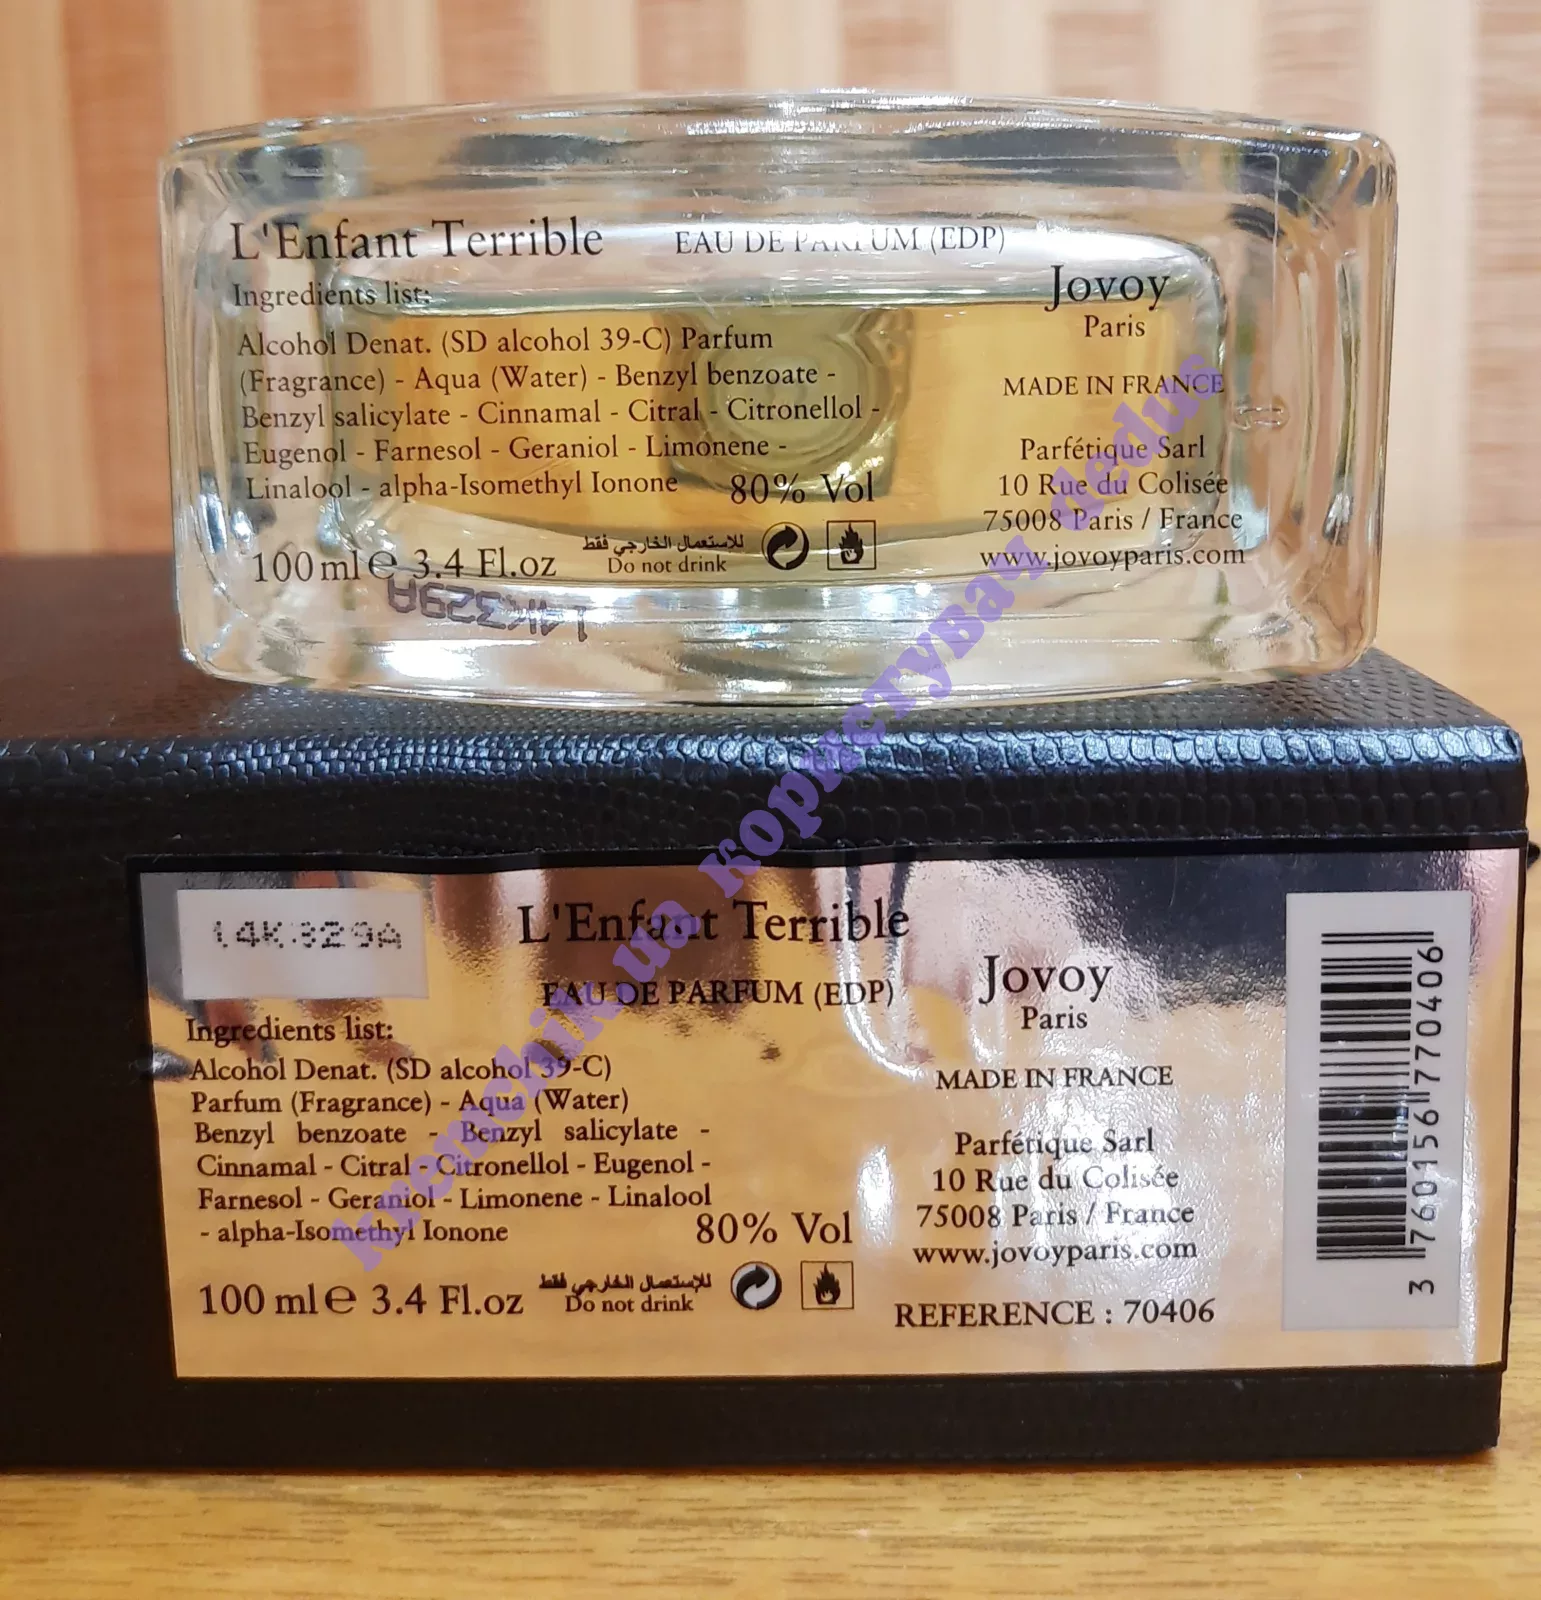 L'Enfant Terrible EAU DE PARFUM (EDP)
Ingredients list:
Alcohol Denat. (SD alcohol 39-C) Parfum
(Fragrance) - Aqua (Water) - Benzyl benzoate -
Benzyl salicylate - Cinnamal - Citral - Citronellol -
Eugenol - Farnesol - Geraniol - Limonene -
Linalool - alpha-Isomethyl Ionone 80% Vol
100 ml e 3.4 Fl.oz
للاستعمال الخارجي فقط
Do not drink
Jovoy
Paris
MADE IN FRANCE
Parfétique Sarl
10 Rue du Colisée
75008 Paris / France
www.jovoyparis.com
14K329A
14K329A
L'Enfant Terrible
EAU DE PARFUM (EDP)
Ingredients list:
Alcohol Denat. (SD alcohol 39-C)
Parfum (Fragrance) - Aqua (Water)
Benzyl benzoate - Benzyl salicylate -
Cinnamal - Citral - Citronellol - Eugenol -
Farnesol - Geraniol - Limonene - Linalool
- alpha-Isomethyl Ionone
80% Vol
100 ml e 3.4 Fl.oz
للاستعمال الخارجي فقط
Do not drink
Jovoy
Paris
MADE IN FRANCE
Parfétique Sarl
10 Rue du Colisée
75008 Paris / France
www.jovoyparis.com
REFERENCE : 70406
3 760156 770406
kremchik.ua користувач